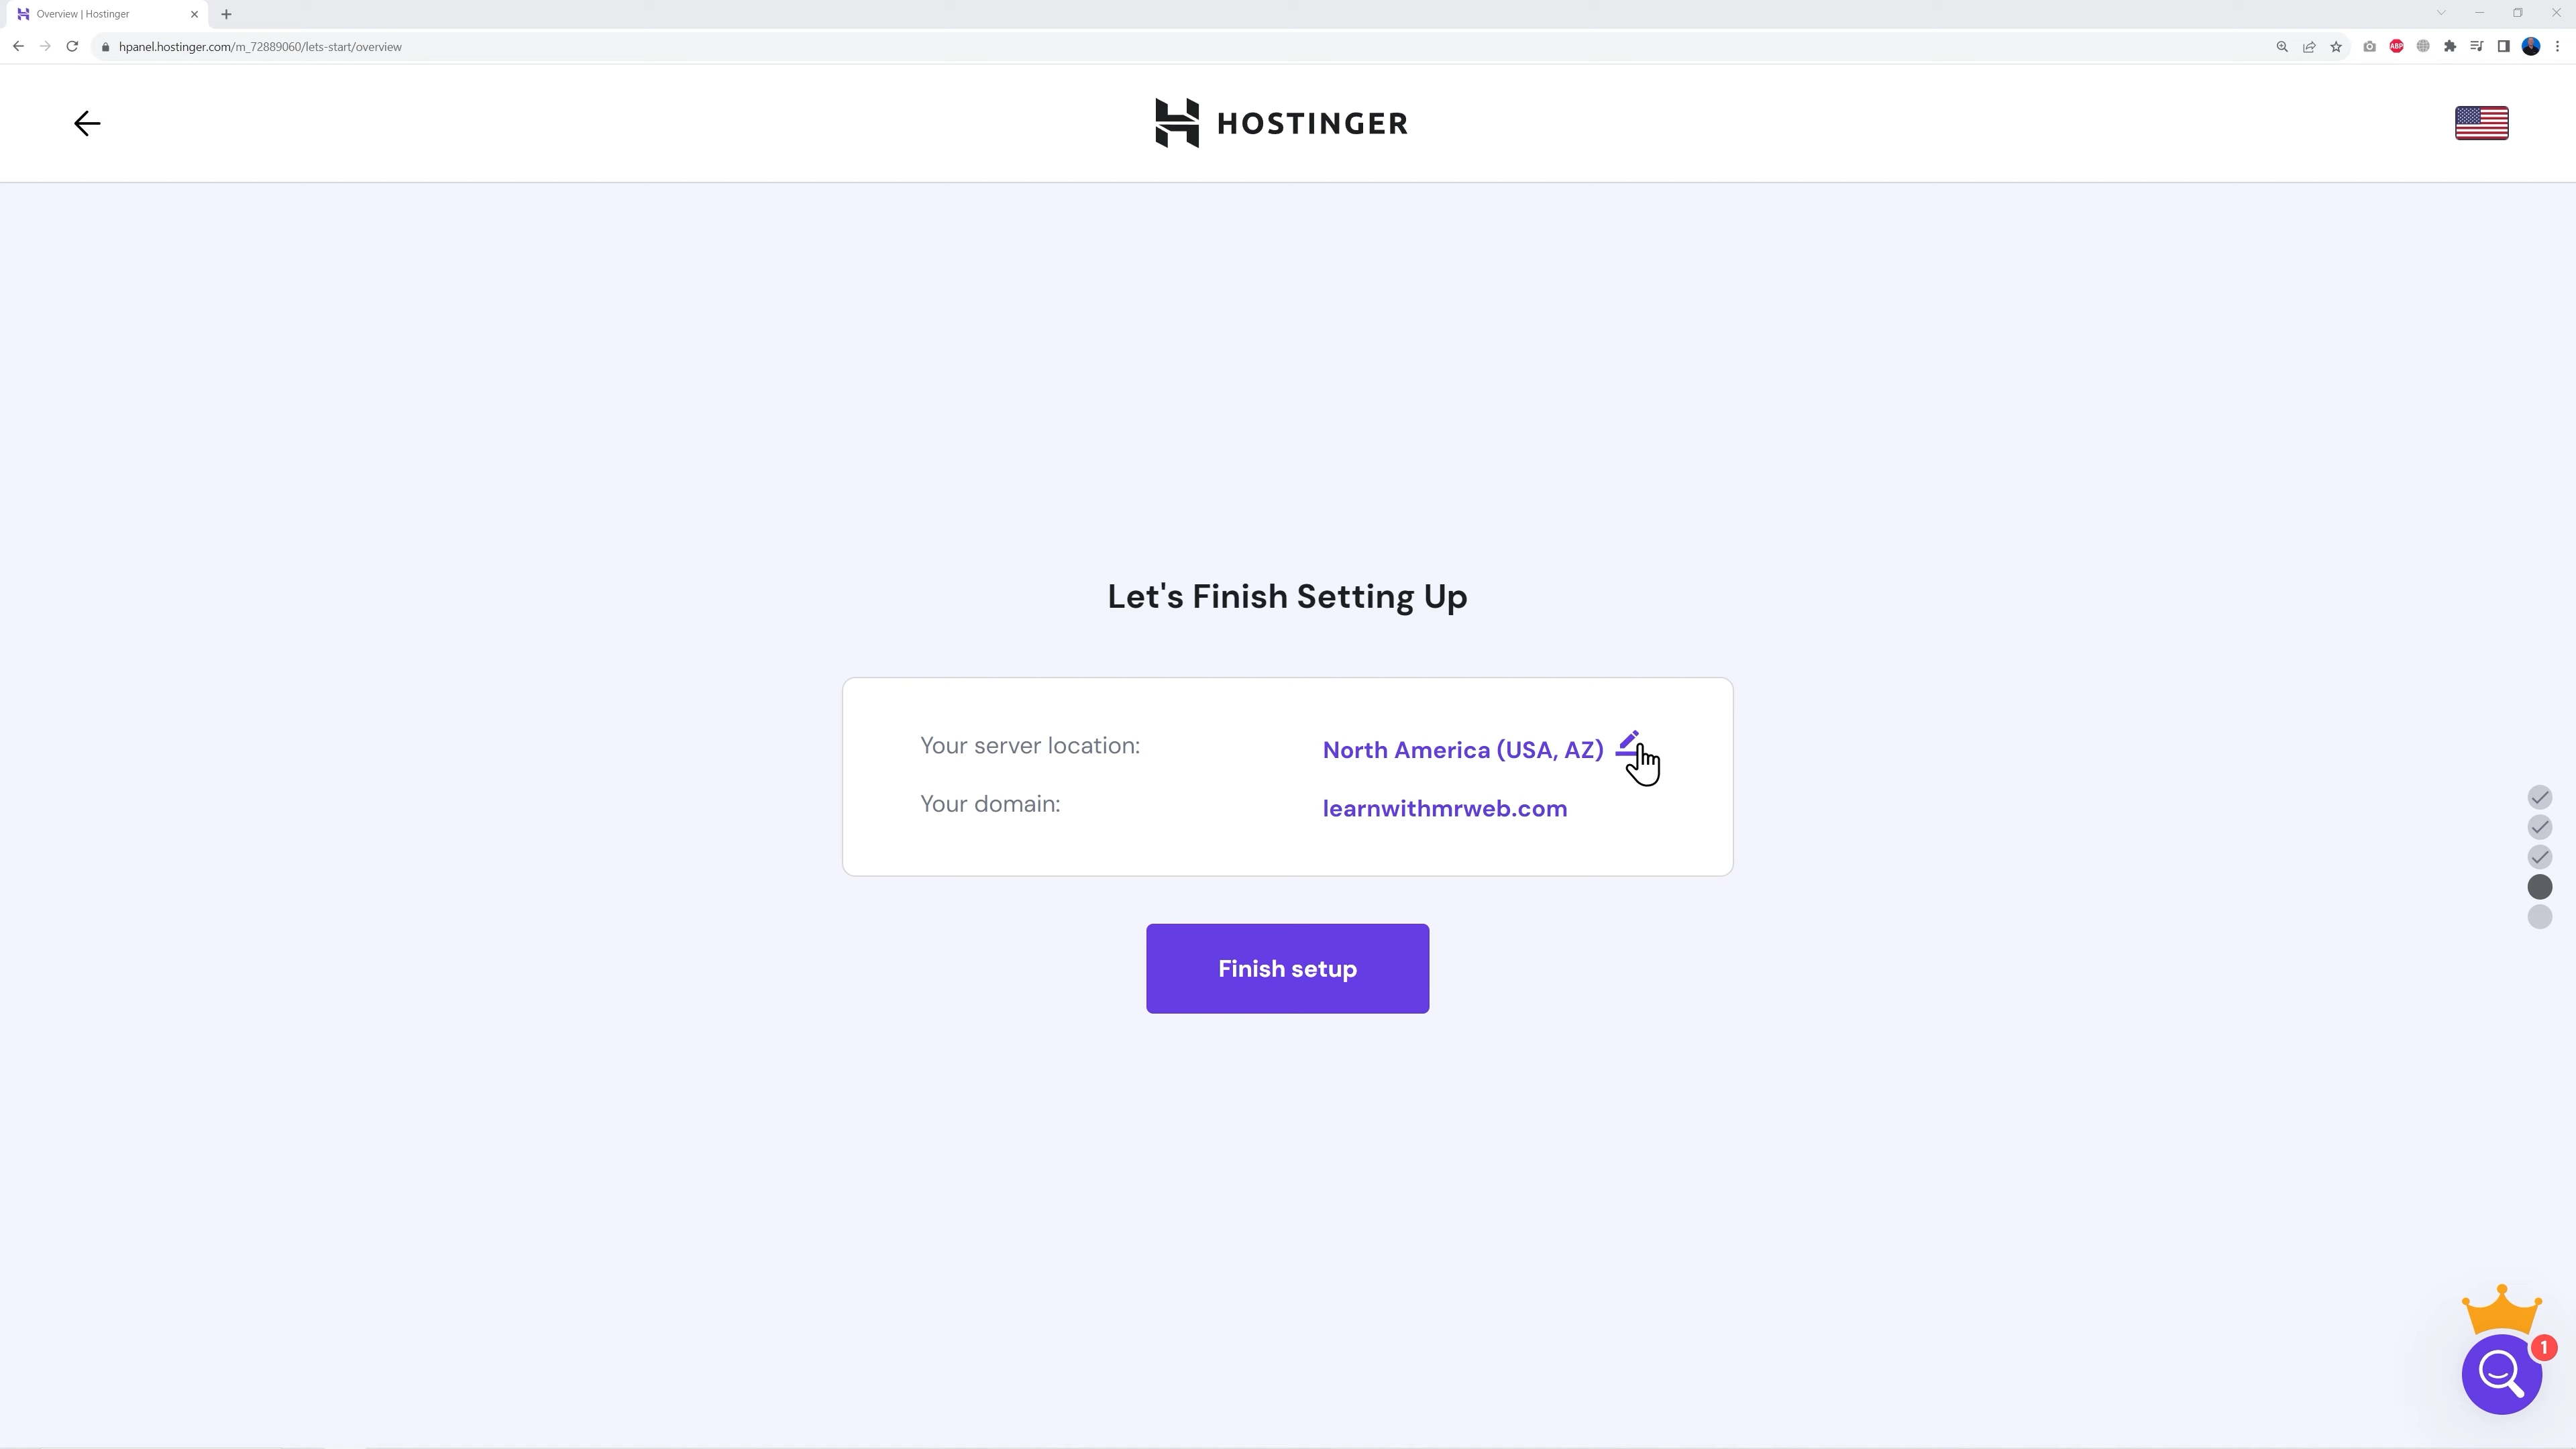 Overview | Hostinger
hpanel.hostinger.com/m_72889060/lets-start/overview
ABP
HOSTINGER
Let's Finish Setting Up
Your server location: North America (USA, AZ)
Your domain: learnwithmrweb.com
Finish setup
1